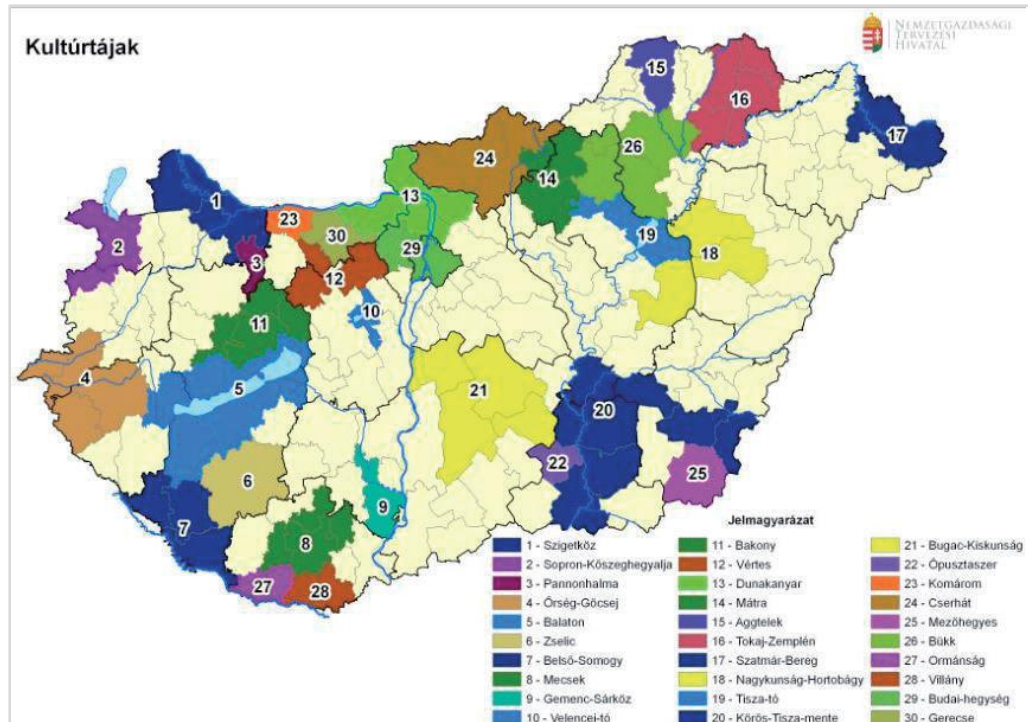 Kultúrtájak
NEMZETGAZDASÁGI
TERVEZÉSI
HIVATAL
15
16
17
24
26
14
1
13
23
2
30
19
18
3
29
12
10
11
4
5
21
20
22
6
25
9
7
8
27
28
Jelmagyarázat
1 - Szigetköz
2 - Sopron-Kőszeghegyalja
3 - Pannonhalma
4 - Őrség-Göcsej
5 - Balaton
6 - Zselic
7 - Belső-Somogy
8 - Mecsek
9 - Gemenc-Sárköz
10 - Velencei-tó
11 - Bakony
12 - Vértes
13 - Dunakanyar
14 - Mátra
15 - Aggtelek
16 - Tokaj-Zemplén
17 - Szatmár-Bereg
18 - Nagykunság-Hortobágy
19 - Tisza-tó
20 - Körös-Tisza-mente
21 - Bugac-Kiskunság
22 - Ópusztaszer
23 - Komárom
24 - Cserhát
25 - Mezőhegyes
26 - Bükk
27 - Ormánság
28 - Villány
29 - Budai-hegység
30 - Gerecse